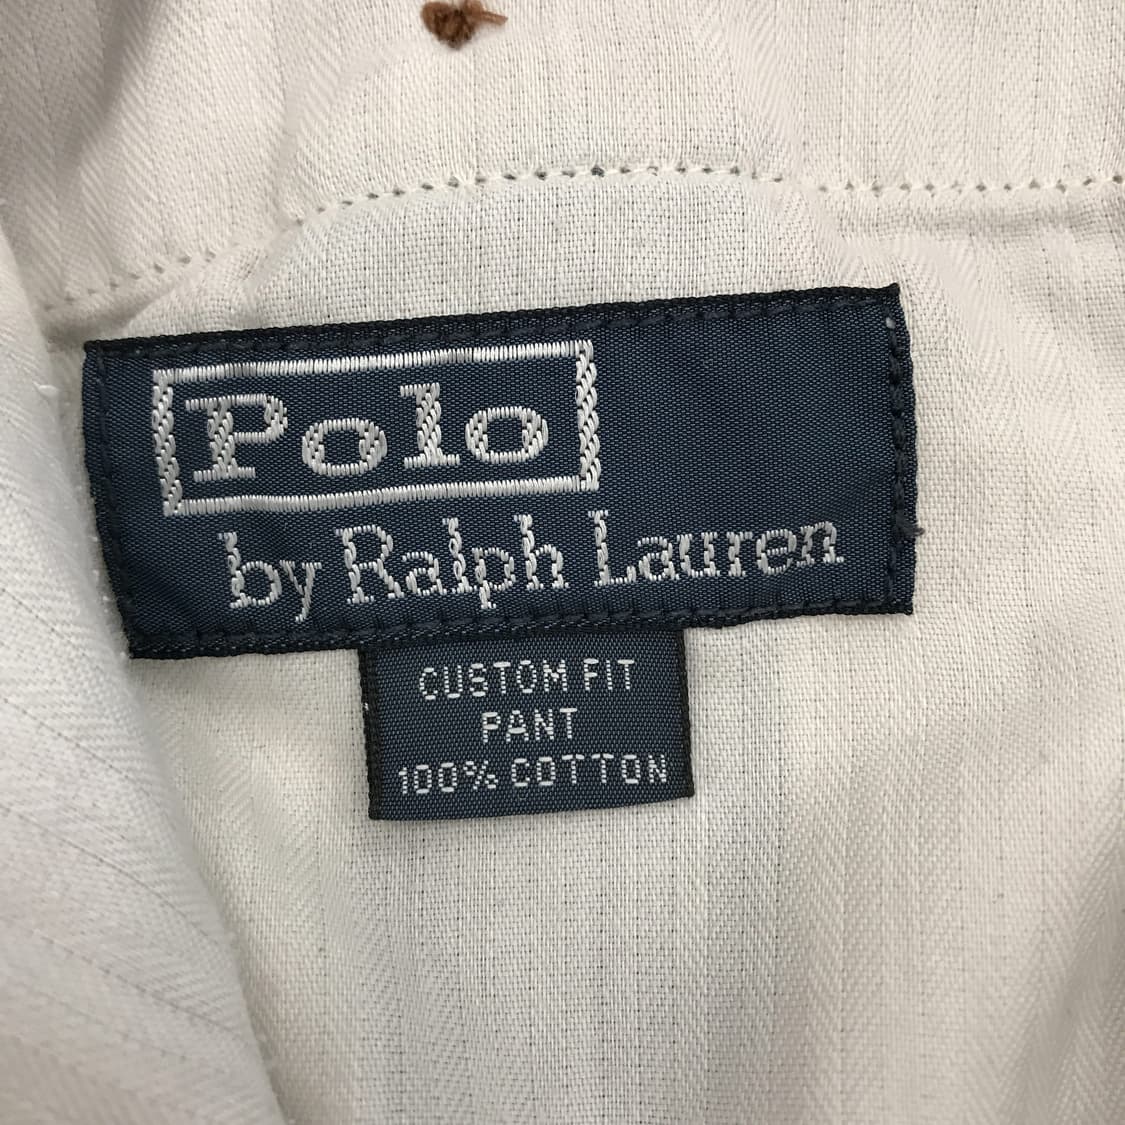 Polo
by Ralph Lauren
CUSTOM FIT
PANT
100% COTTON